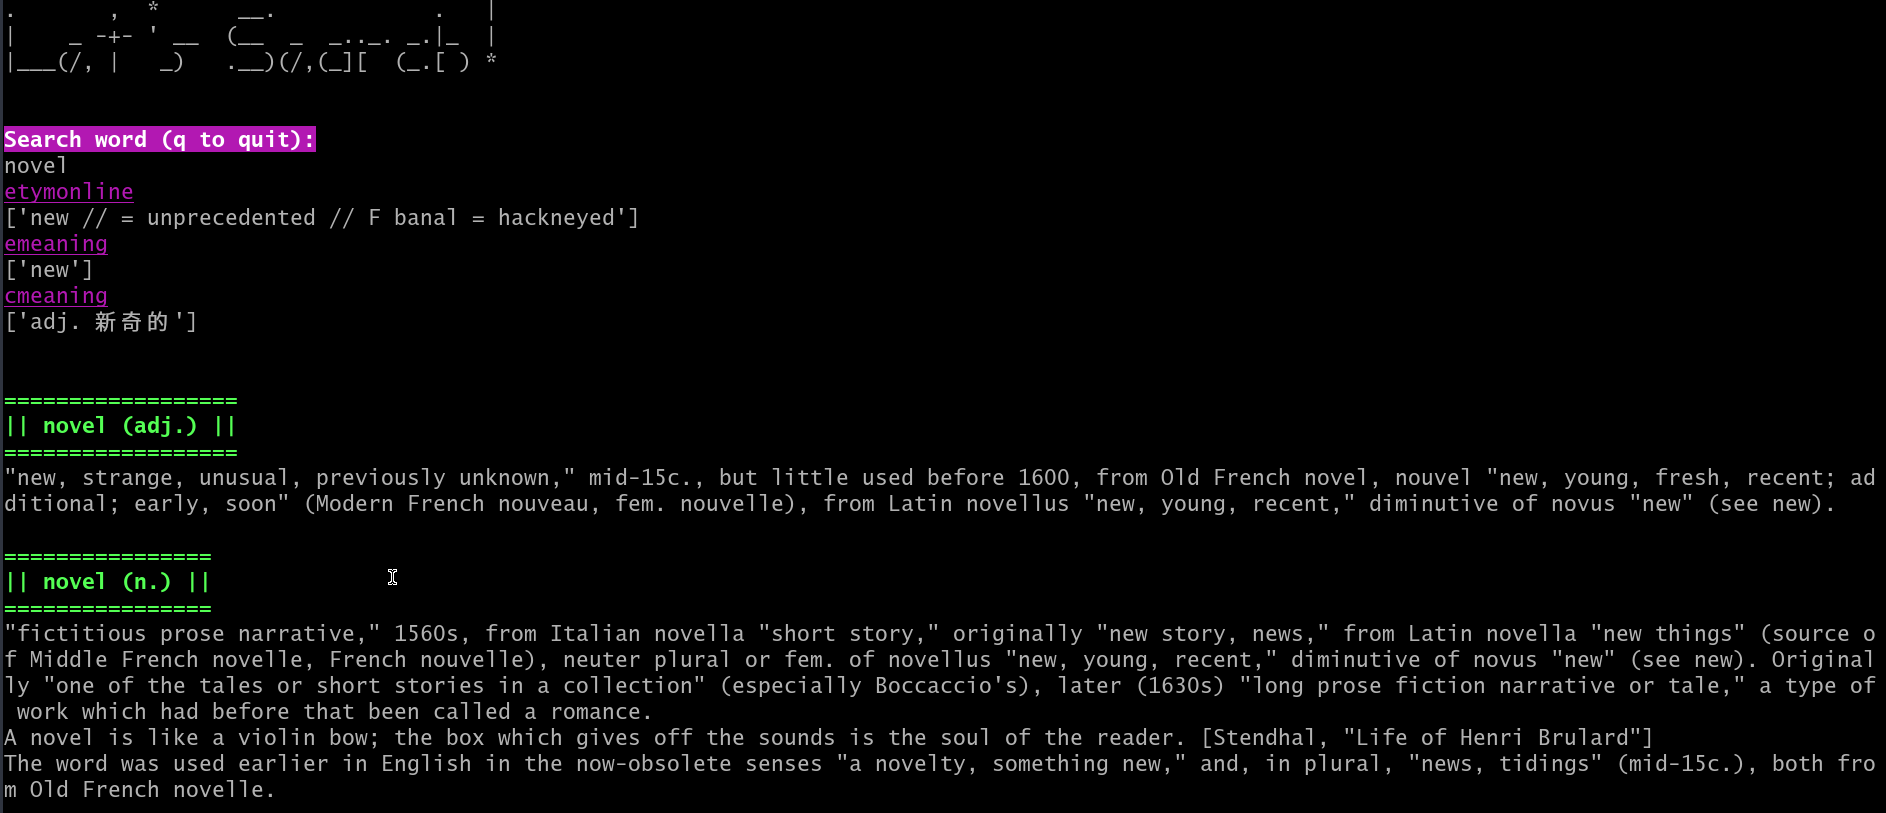 .       ,  *      __.            .   |
|    _ -+- ' __  (__  _  _.._. _.|_  |
|___(/, |   _)   .__)(/,(_][  (_.[ ) *
Search word (q to quit):
novel
etymonline
['new // = unprecedented // F banal = hackneyed']
emeaning
['new']
cmeaning
['adj. 新奇的']
==================
|| novel (adj.) ||
==================
"new, strange, unusual, previously unknown," mid-15c., but little used before 1600, from Old French novel, nouvel "new, young, fresh, recent; ad
ditional; early, soon" (Modern French nouveau, fem. nouvelle), from Latin novellus "new, young, recent," diminutive of novus "new" (see new).
================
|| novel (n.) ||
================
"fictitious prose narrative," 1560s, from Italian novella "short story," originally "new story, news," from Latin novella "new things" (source o
f Middle French novelle, French nouvelle), neuter plural or fem. of novellus "new, young, recent," diminutive of novus "new" (see new). Original
ly "one of the tales or short stories in a collection" (especially Boccaccio's), later (1630s) "long prose fiction narrative or tale," a type of
 work which had before that been called a romance.
A novel is like a violin bow; the box which gives off the sounds is the soul of the reader. [Stendhal, "Life of Henri Brulard"]
The word was used earlier in English in the now-obsolete senses "a novelty, something new," and, in plural, "news, tidings" (mid-15c.), both fro
m Old French novelle.